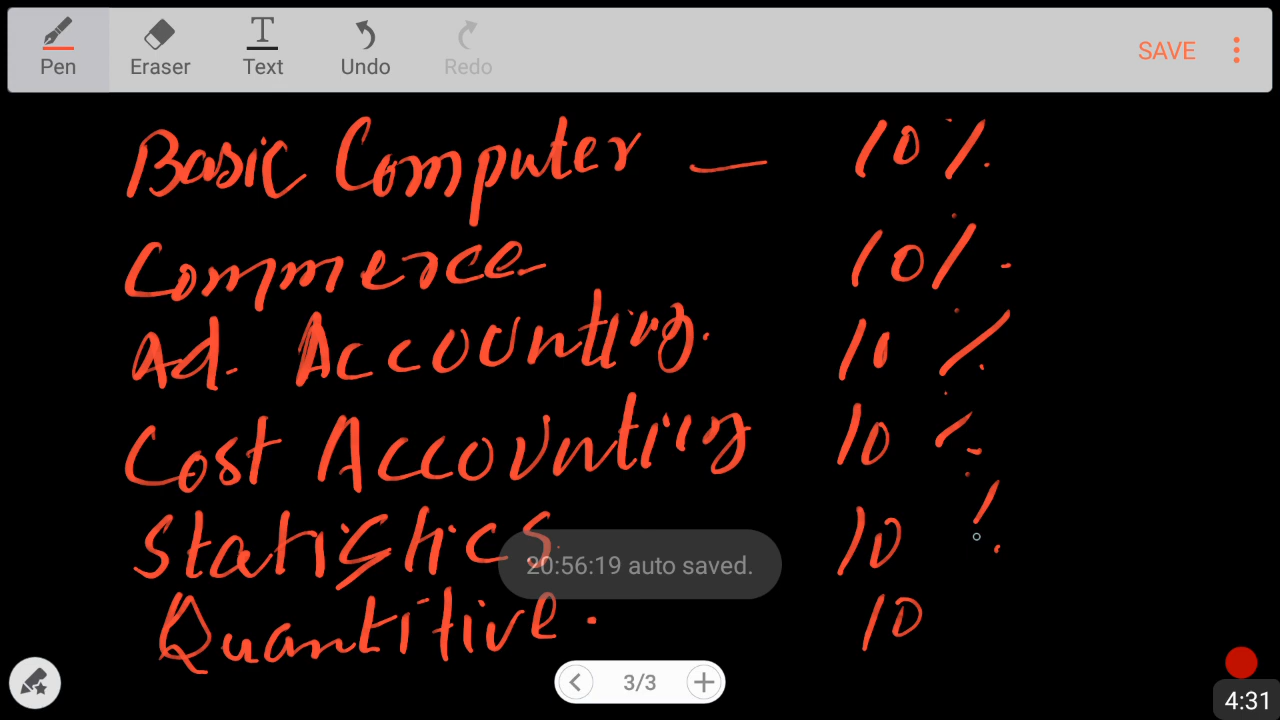 Pen Eraser Text Undo Redo SAVE
Basic Computer — 10%
Commerce 10%
Ad. Accounting. 10%
Cost Accounting 10%
Statistics 10%
20:56:19 auto saved.
Quantitive. 10
3/3
4:31